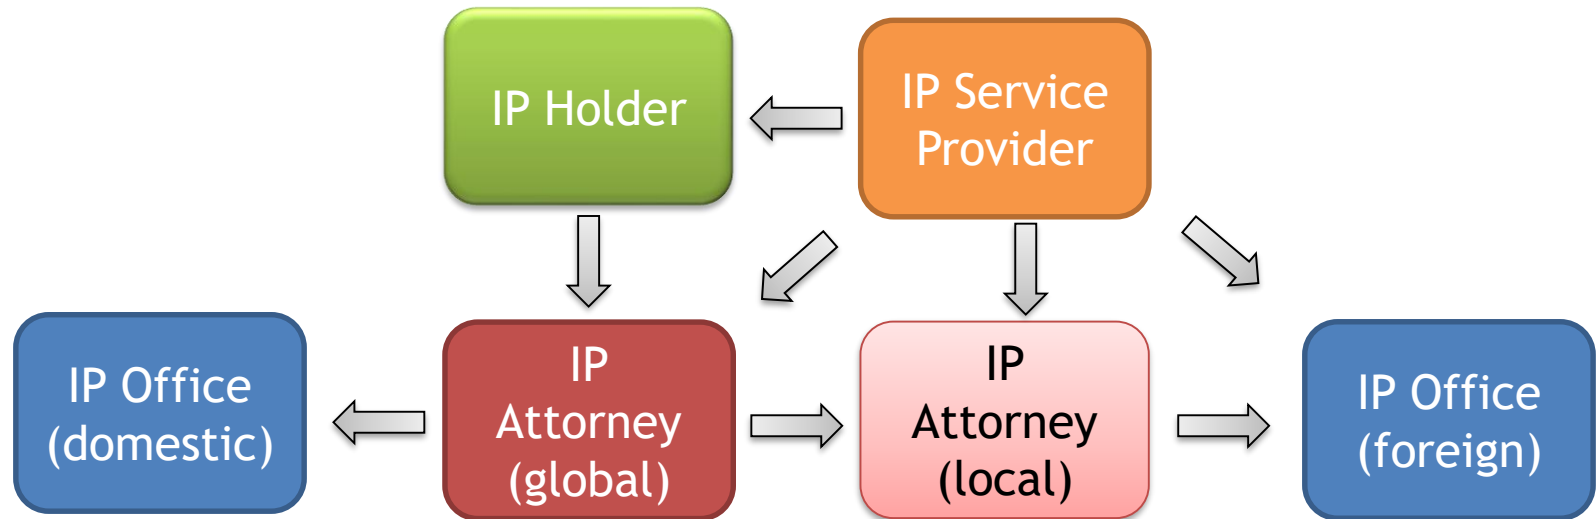 IP Holder
IP Service
Provider
IP Office
(domestic)
IP
Attorney
(global)
IP
Attorney
(local)
IP Office
(foreign)